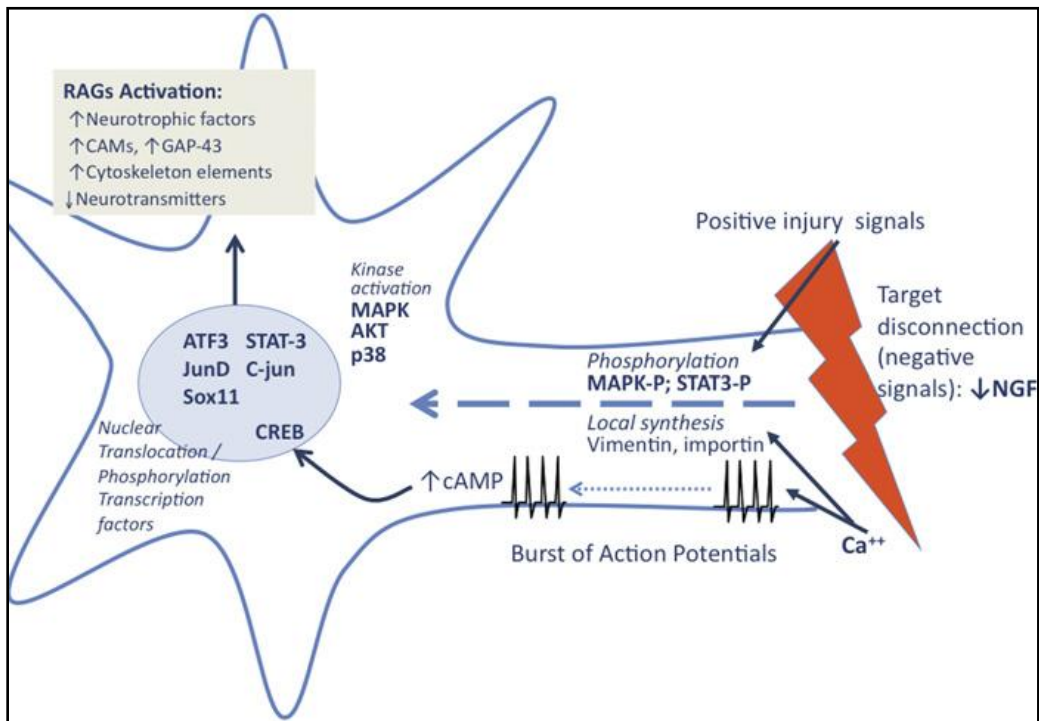 RAGs Activation:
↑Neurotrophic factors
↑CAMs, ↑GAP-43
↑Cytoskeleton elements
↓Neurotransmitters
Positive injury signals
Kinase
activation
MAPK
AKT
p38
Target
disconnection
(negative
signals): ↓NGF
ATF3 STAT-3
JunD C-jun
Sox11
CREB
Phosphorylation
MAPK-P; STAT3-P
Local synthesis
Vimentin, importin
Nuclear
Translocation /
Phosphorylation
Transcription
factors
↑cAMP
Burst of Action Potentials
Ca⁺⁺